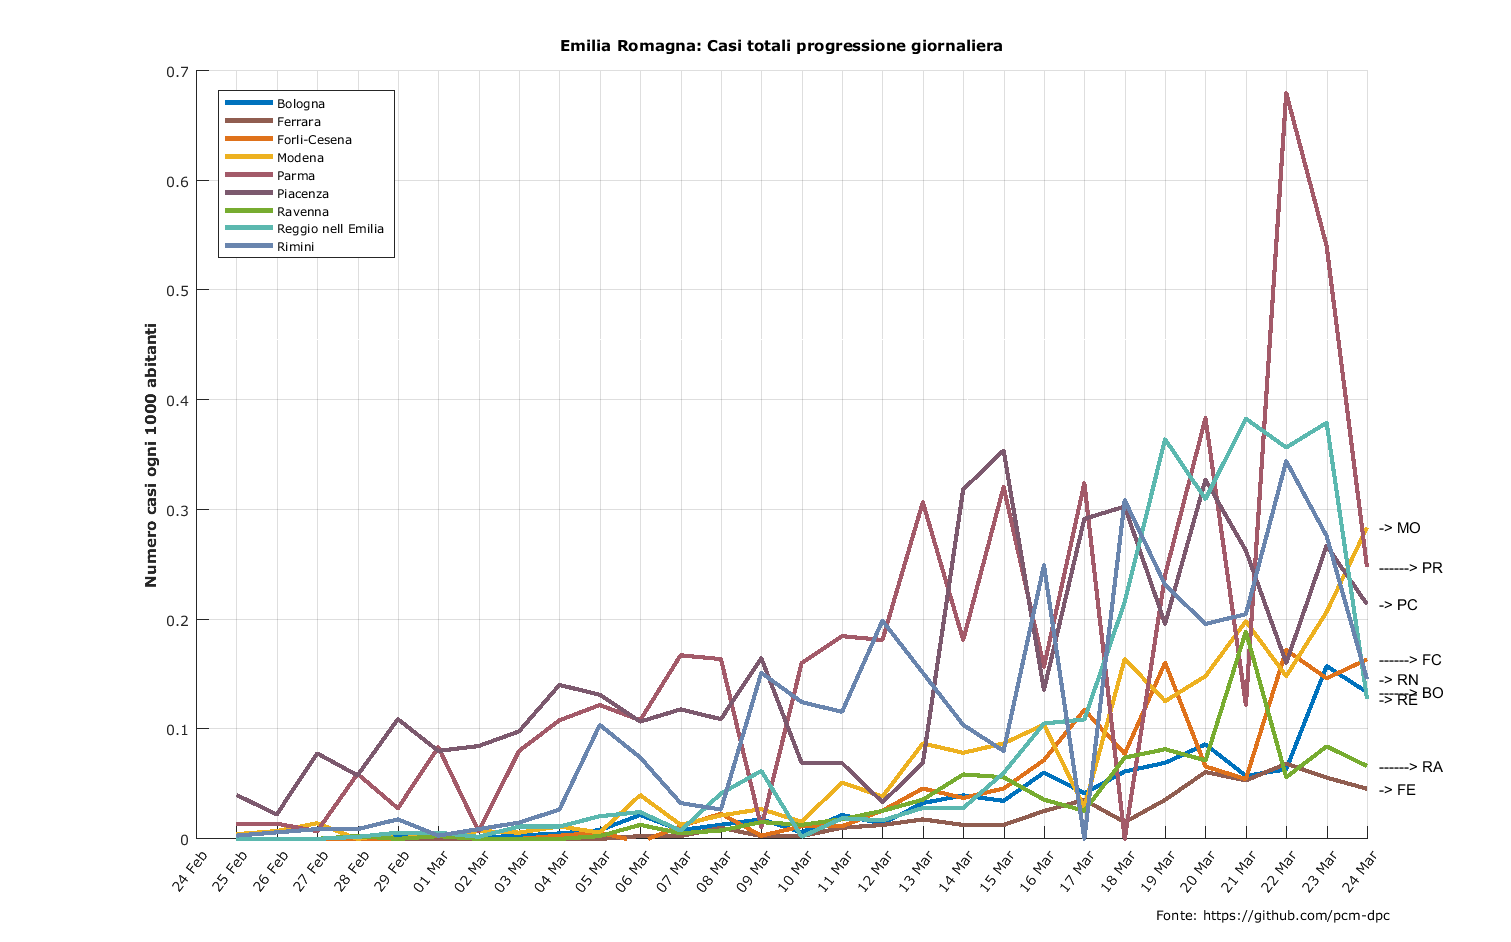 Emilia Romagna: Casi totali progressione giornaliera
Numero casi ogni 1000 abitanti
0.7
0.6
0.5
0.4
0.3
0.2
0.1
0
Bologna
Ferrara
Forlì-Cesena
Modena
Parma
Piacenza
Ravenna
Reggio nell Emilia
Rimini
-> MO
------> PR
-> PC
------> FC
-> RN
------> BO
-> RE
------> RA
-> FE
24 Feb
25 Feb
26 Feb
27 Feb
28 Feb
29 Feb
01 Mar
02 Mar
03 Mar
04 Mar
05 Mar
06 Mar
07 Mar
08 Mar
09 Mar
10 Mar
11 Mar
12 Mar
13 Mar
14 Mar
15 Mar
16 Mar
17 Mar
18 Mar
19 Mar
20 Mar
21 Mar
22 Mar
23 Mar
24 Mar
Fonte: https://github.com/pcm-dpc